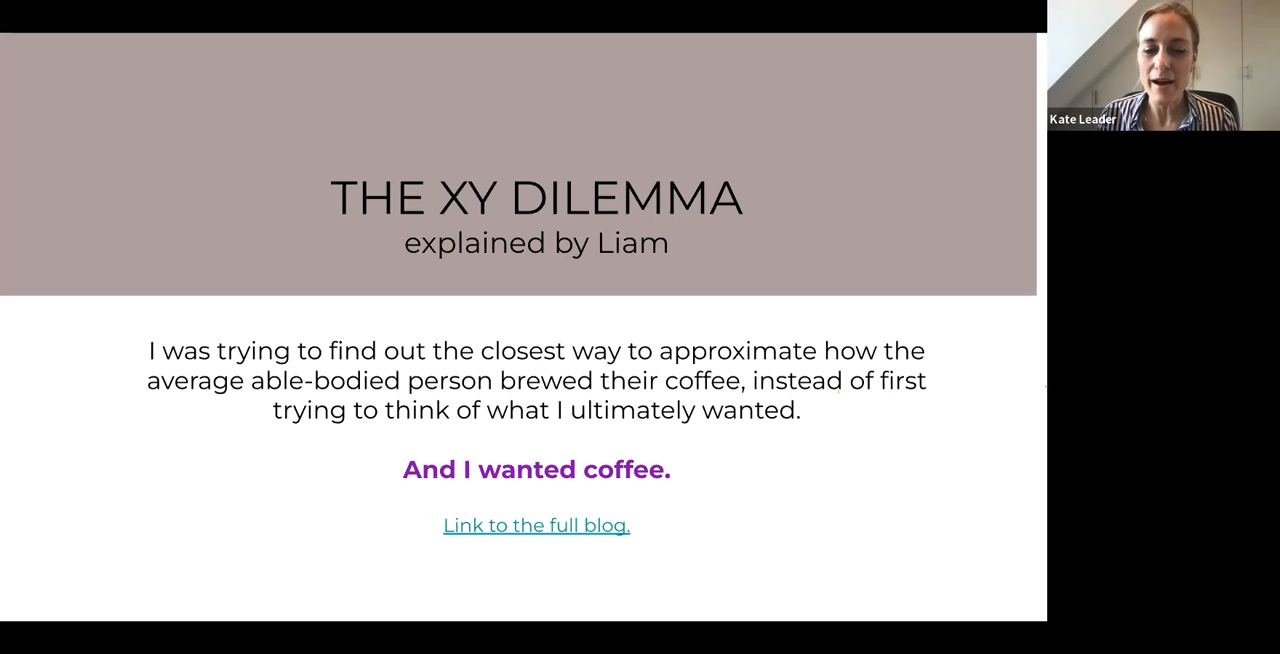 THE XY DILEMMA
explained by Liam
I was trying to find out the closest way to approximate how the
average able-bodied person brewed their coffee, instead of first
trying to think of what I ultimately wanted.
And I wanted coffee.
Link to the full blog.
Kate Leader